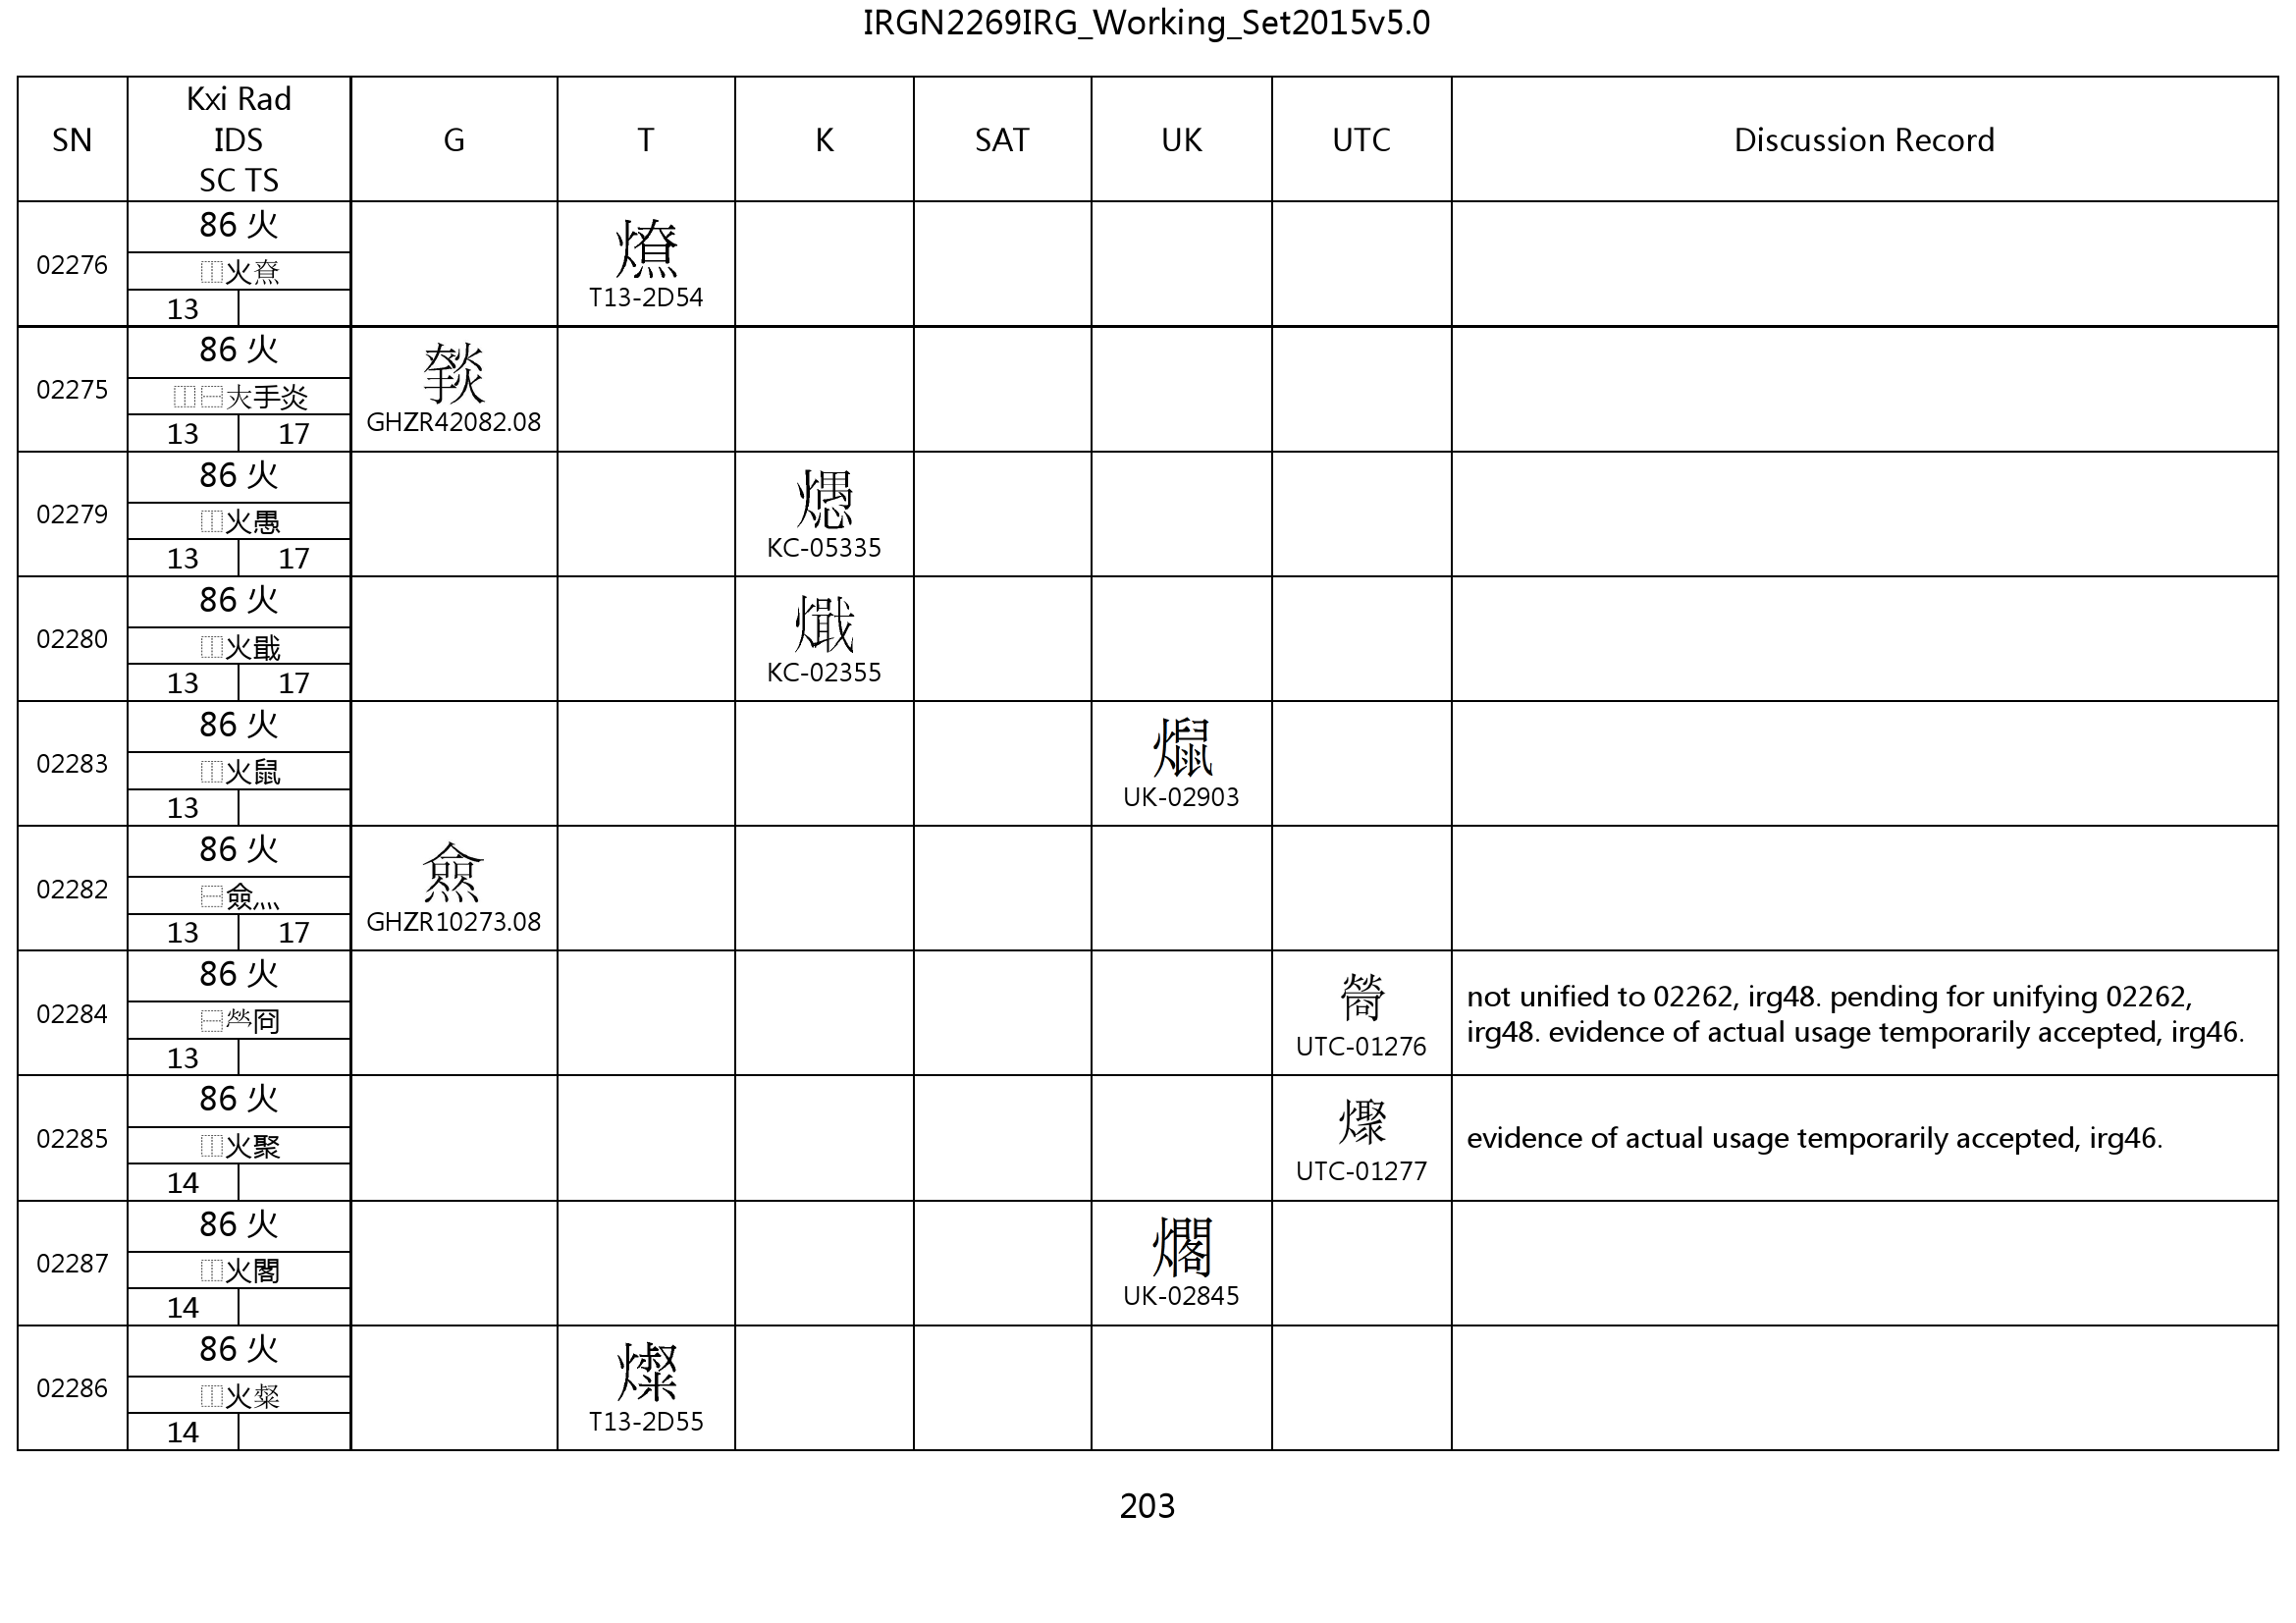 IRGN2269IRG_Working_Set2015v5.0
SN
Kxi Rad
IDS
SC TS
G
T
K
SAT
UK
UTC
Discussion Record
02276
86 火
⿰火尞
13
T13-2D54
02275
86 火
⿰⿱手炎
13 17
GHZR42082.08
02279
86 火
⿰火愚
13 17
KC-05335
02280
86 火
⿰火戢
13 17
KC-02355
02283
86 火
⿰火鼠
13
UK-02903
02282
86 火
⿱僉灬
13 17
GHZR10273.08
02284
86 火
⿱𤇾冏
13
UTC-01276
not unified to 02262, irg48. pending for unifying 02262,
irg48. evidence of actual usage temporarily accepted, irg46.
02285
86 火
⿰火聚
14
UTC-01277
evidence of actual usage temporarily accepted, irg46.
02287
86 火
⿰火閣
14
UK-02845
02286
86 火
⿰火粲
14
T13-2D55
203